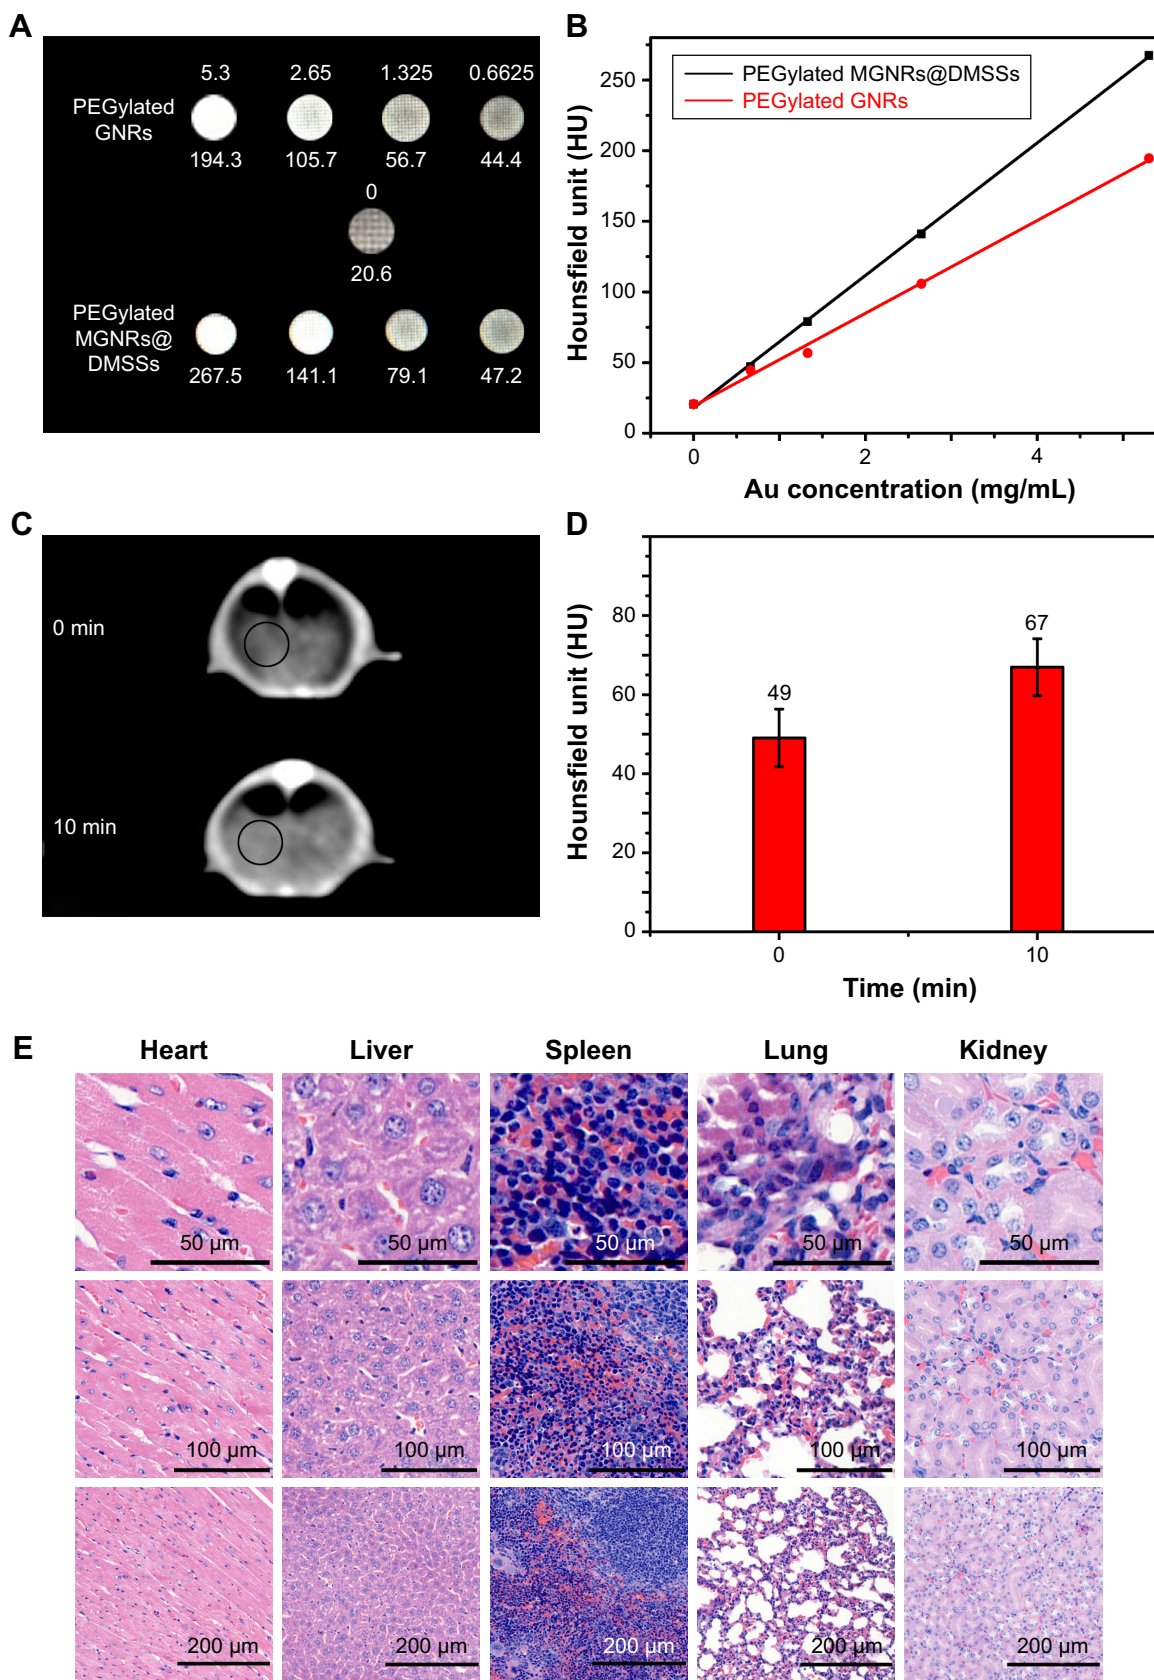 A
5.3 2.65 1.325 0.6625
PEGylated
GNRs
194.3 105.7 56.7 44.4
0
20.6
PEGylated
MGNRs@
DMSSs
267.5 141.1 79.1 47.2
B
PEGylated MGNRs@DMSSs
PEGylated GNRs
Hounsfield unit (HU)
250
200
150
100
50
0
0 2 4
Au concentration (mg/mL)
C
0 min
10 min
D
Hounsfield unit (HU)
80
60
40
20
0
49
67
0 10
Time (min)
E
Heart Liver Spleen Lung Kidney
50 µm 50 µm 50 µm 50 µm 50 µm
100 µm 100 µm 100 µm 100 µm 100 µm
200 µm 200 µm 200 µm 200 µm 200 µm